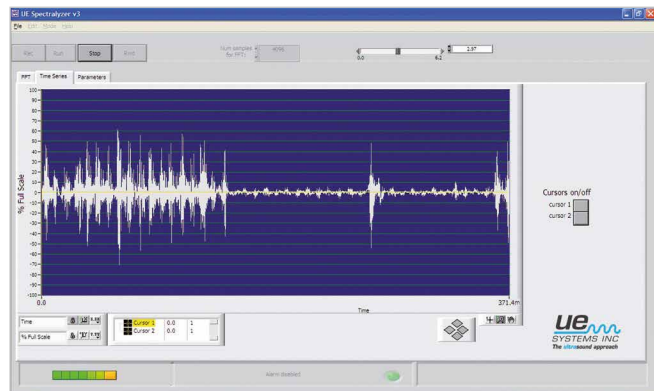 UE Spectralyzer v3
File Edit Mode Help
Rec Run Stop Print
Num samples
for FFT:
4096
0.0 6.2
2.97
FFT Time Series Parameters
100
90
80
70
60
50
40
30
20
10
0
-10
-20
-30
-40
-50
-60
-70
-80
-90
-100
% Full Scale
0.0 371.4m
Time
Cursors on/off
cursor 1
cursor 2
Time
% Full Scale
Cursor 1 0.0 1
Cursor 2 0.0 1
ue
SYSTEMS INC
The ultrasound approach
Alarm disabled